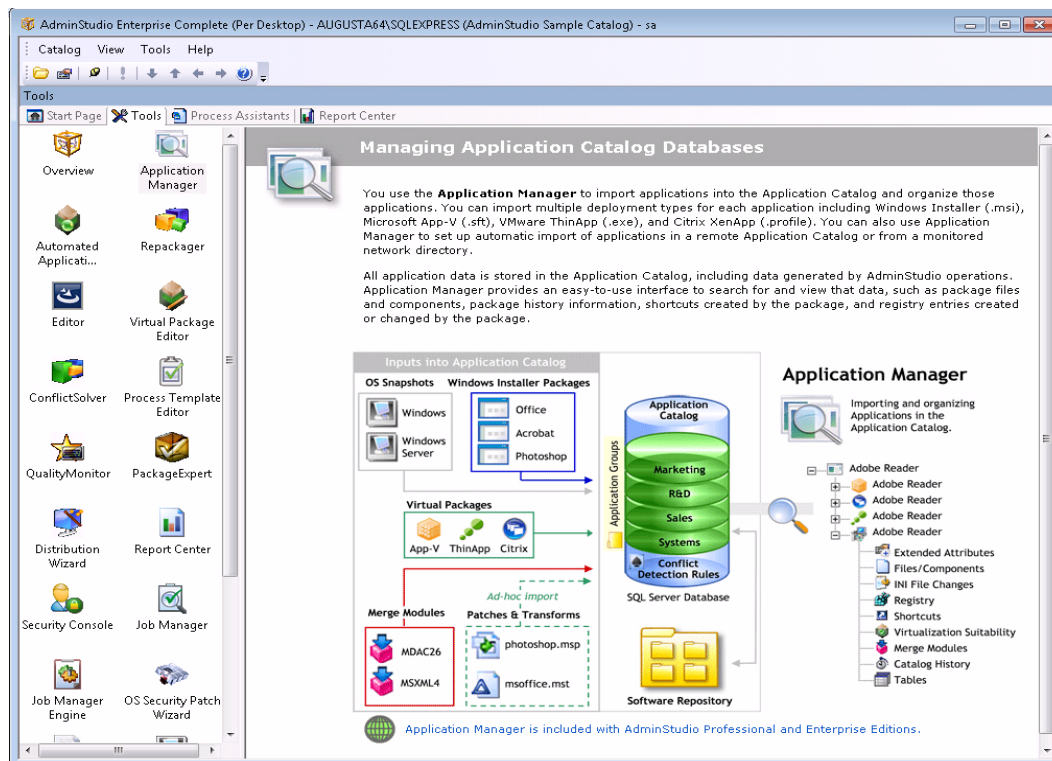 AdminStudio Enterprise Complete (Per Desktop) - AUGUSTA64\SQLEXPRESS (AdminStudio Sample Catalog) - sa
Catalog View Tools Help
Tools
Start Page Tools Process Assistants Report Center
Overview
Application
Manager
Automated
Applicati...
Repackager
Editor
Virtual Package
Editor
ConflictSolver
Process Template
Editor
QualityMonitor
PackageExpert
Distribution
Wizard
Report Center
Security Console
Job Manager
Job Manager
Engine
OS Security Patch
Wizard
Managing Application Catalog Databases
You use the Application Manager to import applications into the Application Catalog and organize those
applications. You can import multiple deployment types for each application including Windows Installer (.msi),
Microsoft App-V (.sft), VMware ThinApp (.exe), and Citrix XenApp (.profile). You can also use Application
Manager to set up automatic import of applications in a remote Application Catalog or from a monitored
network directory.
All application data is stored in the Application Catalog, including data generated by AdminStudio operations.
Application Manager provides an easy-to-use interface to search for and view that data, such as package files
and components, package history information, shortcuts created by the package, and registry entries created
or changed by the package.
Inputs into Application Catalog
OS Snapshots
Windows
Windows
Server
Windows Installer Packages
Office
Acrobat
Photoshop
Virtual Packages
App-V ThinApp Citrix
Ad-hoc import
Merge Modules
MDAC26
MSXML4
Patches & Transforms
photoshop.msp
msoffice.mst
Application Groups
Application
Catalog
Marketing
R&D
Sales
Systems
Conflict
Detection Rules
SQL Server Database
Software Repository
Application Manager
Importing and organizing
Applications in the
Application Catalog.
Adobe Reader
Adobe Reader
Adobe Reader
Adobe Reader
Adobe Reader
Extended Attributes
Files/Components
INI File Changes
Registry
Shortcuts
Virtualization Suitability
Merge Modules
Catalog History
Tables
Application Manager is included with AdminStudio Professional and Enterprise Editions.